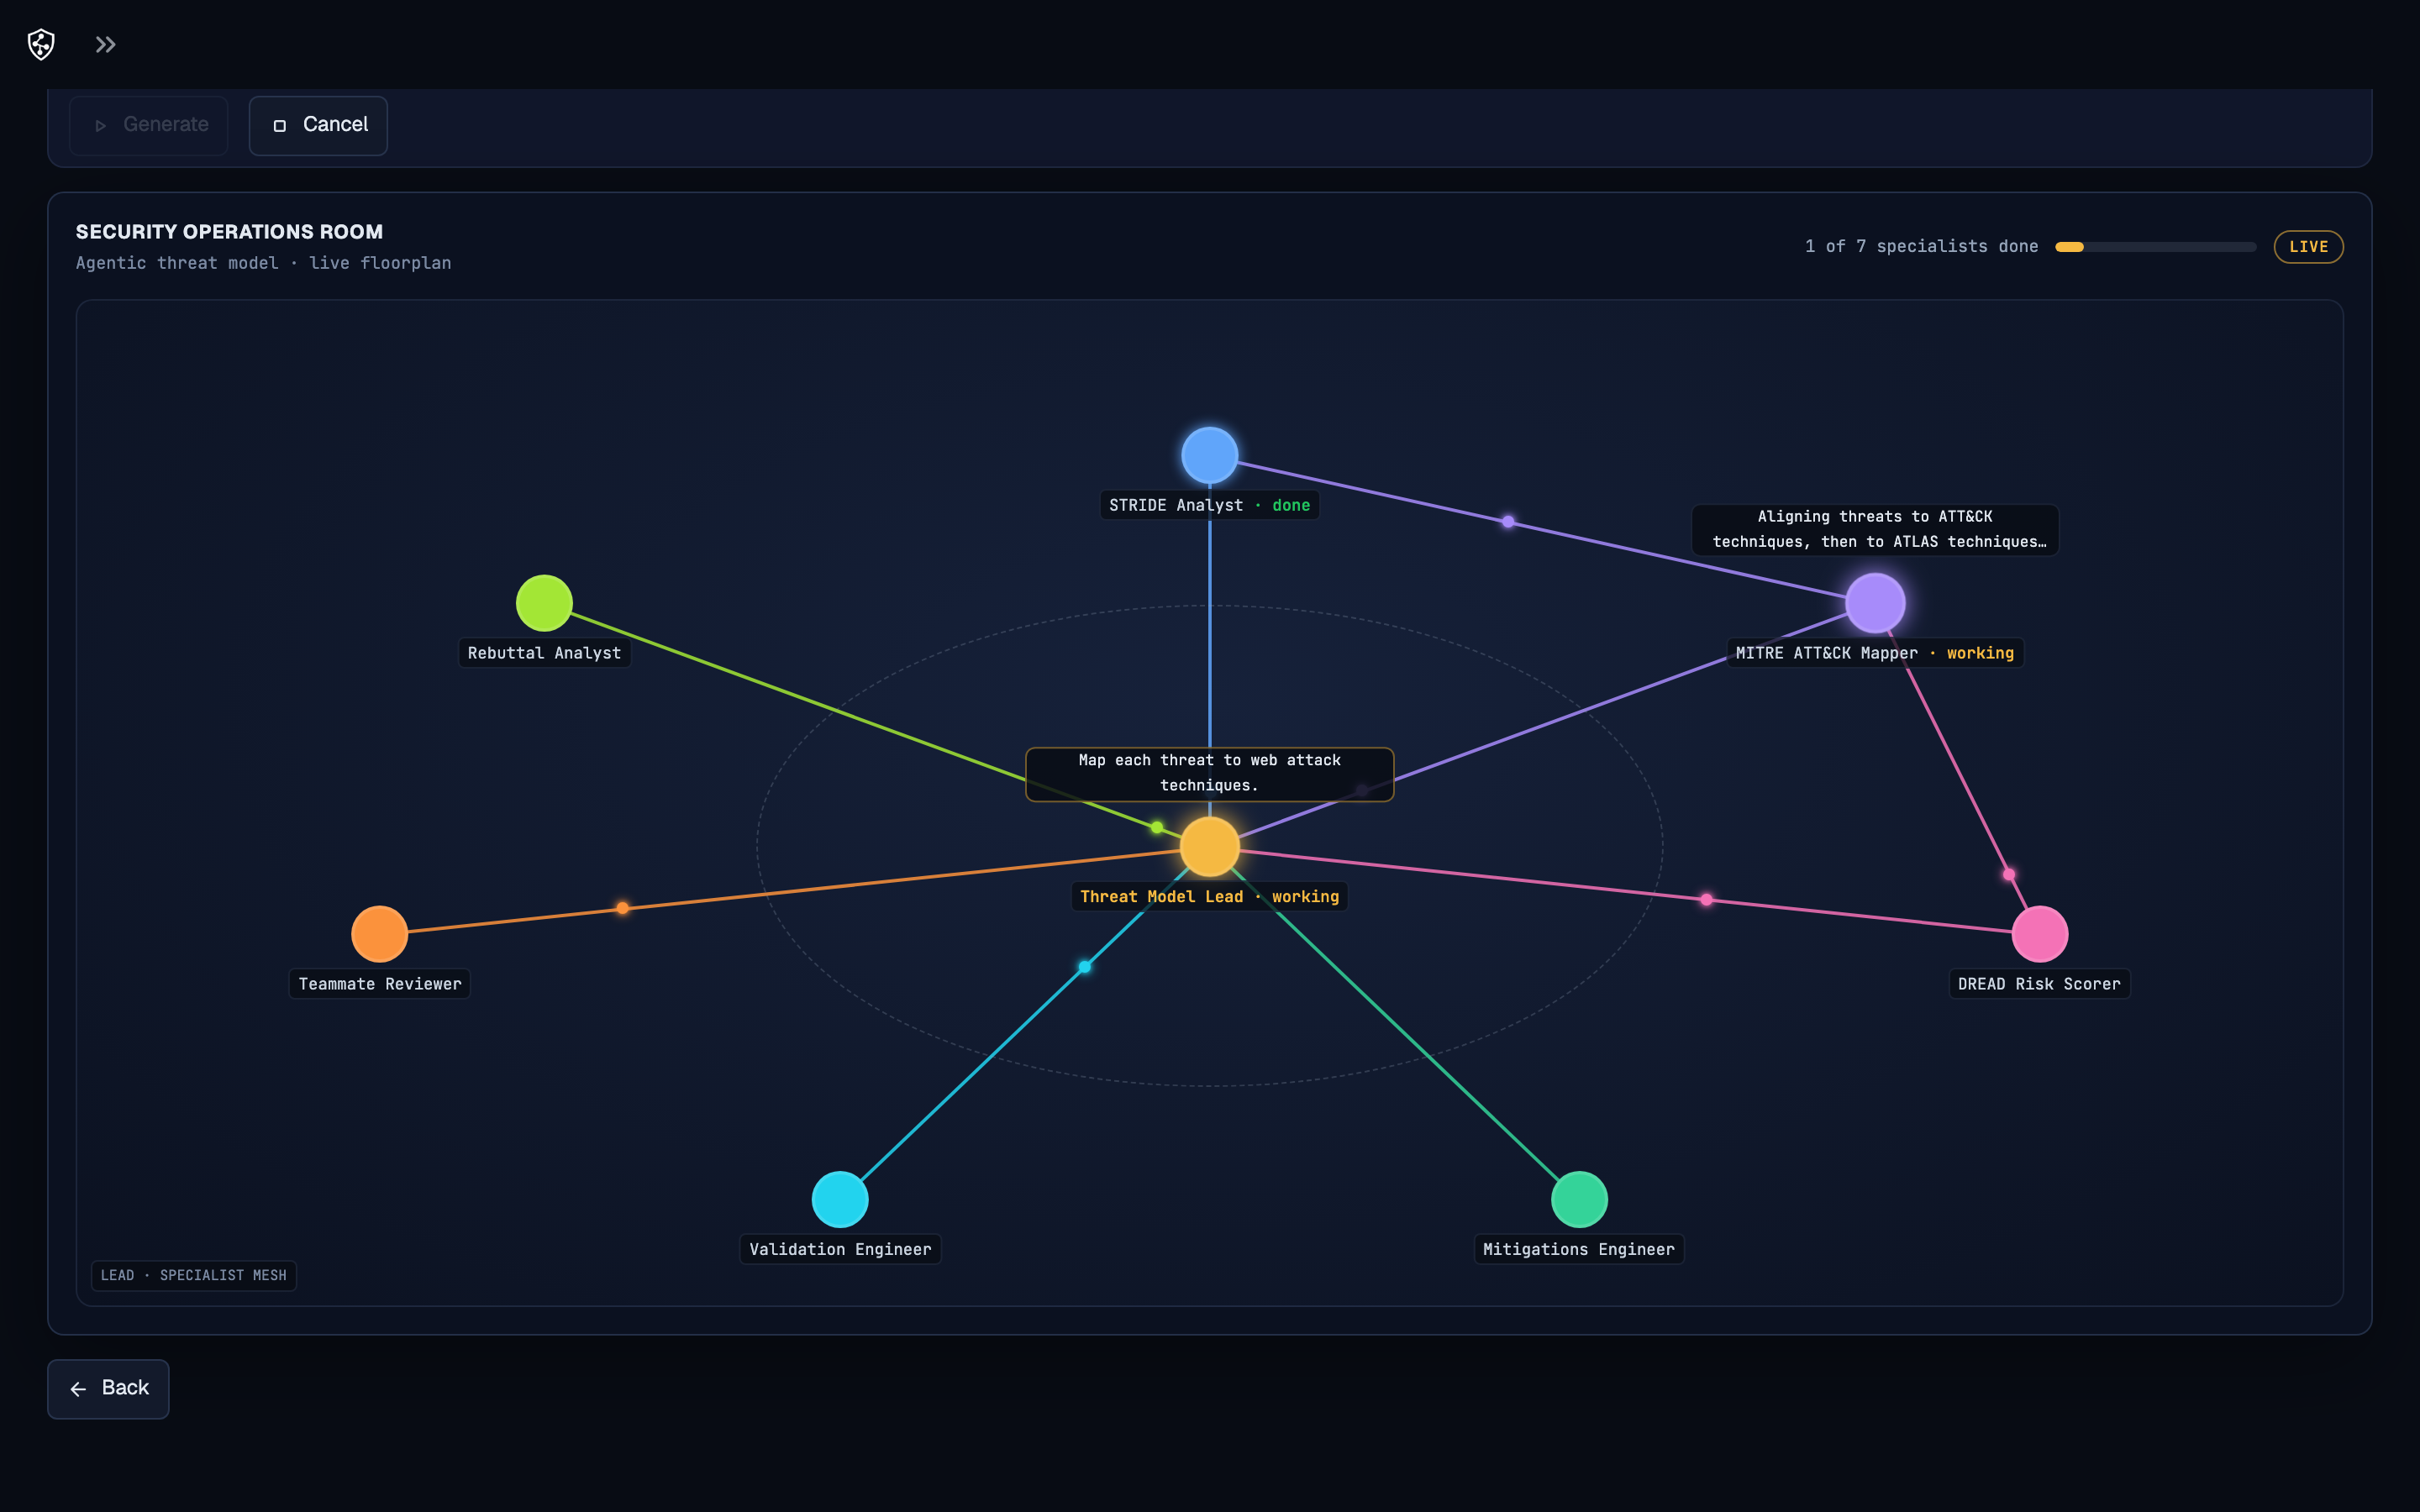 Generate
Cancel
SECURITY OPERATIONS ROOM
Agentic threat model · live floorplan
1 of 7 specialists done
LIVE
STRIDE Analyst · done
Aligning threats to ATT&CK
techniques, then to ATLAS techniques…
Rebuttal Analyst
MITRE ATT&CK Mapper · working
Map each threat to web attack
techniques.
Threat Model Lead · working
Teammate Reviewer
DREAD Risk Scorer
Validation Engineer
Mitigations Engineer
LEAD · SPECIALIST MESH
Back